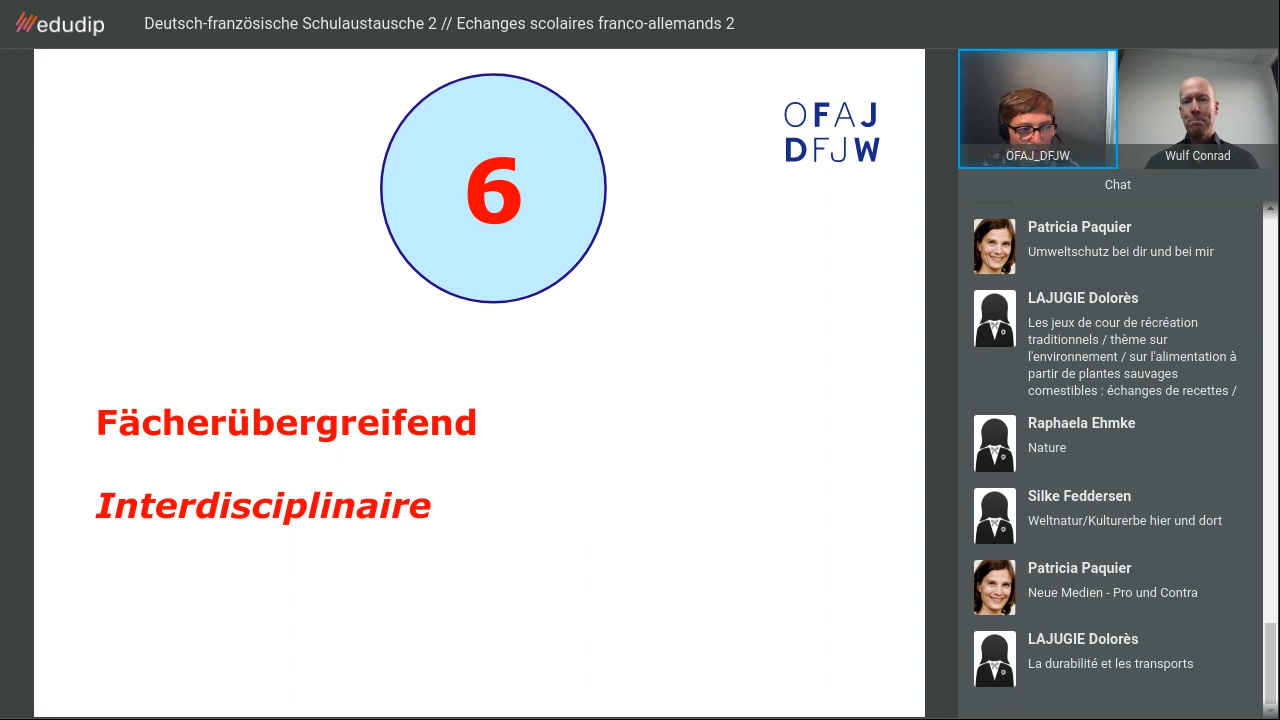 edudip
Deutsch-französische Schulaustausche 2 // Echanges scolaires franco-allemands 2
6
OFAJ
DFJW
Fächerübergreifend
Interdisciplinaire
OFAJ_DFJW
Wulf Conrad
Chat
Patricia Paquier
Umweltschutz bei dir und bei mir
LAJUGIE Dolorès
Les jeux de cour de récréation
traditionnels / thème sur
l'environnement / sur l'alimentation à
partir de plantes sauvages
comestibles : échanges de recettes /
Raphaela Ehmke
Nature
Silke Feddersen
Weltnatur/Kulturerbe hier und dort
Patricia Paquier
Neue Medien - Pro und Contra
LAJUGIE Dolorès
La durabilité et les transports